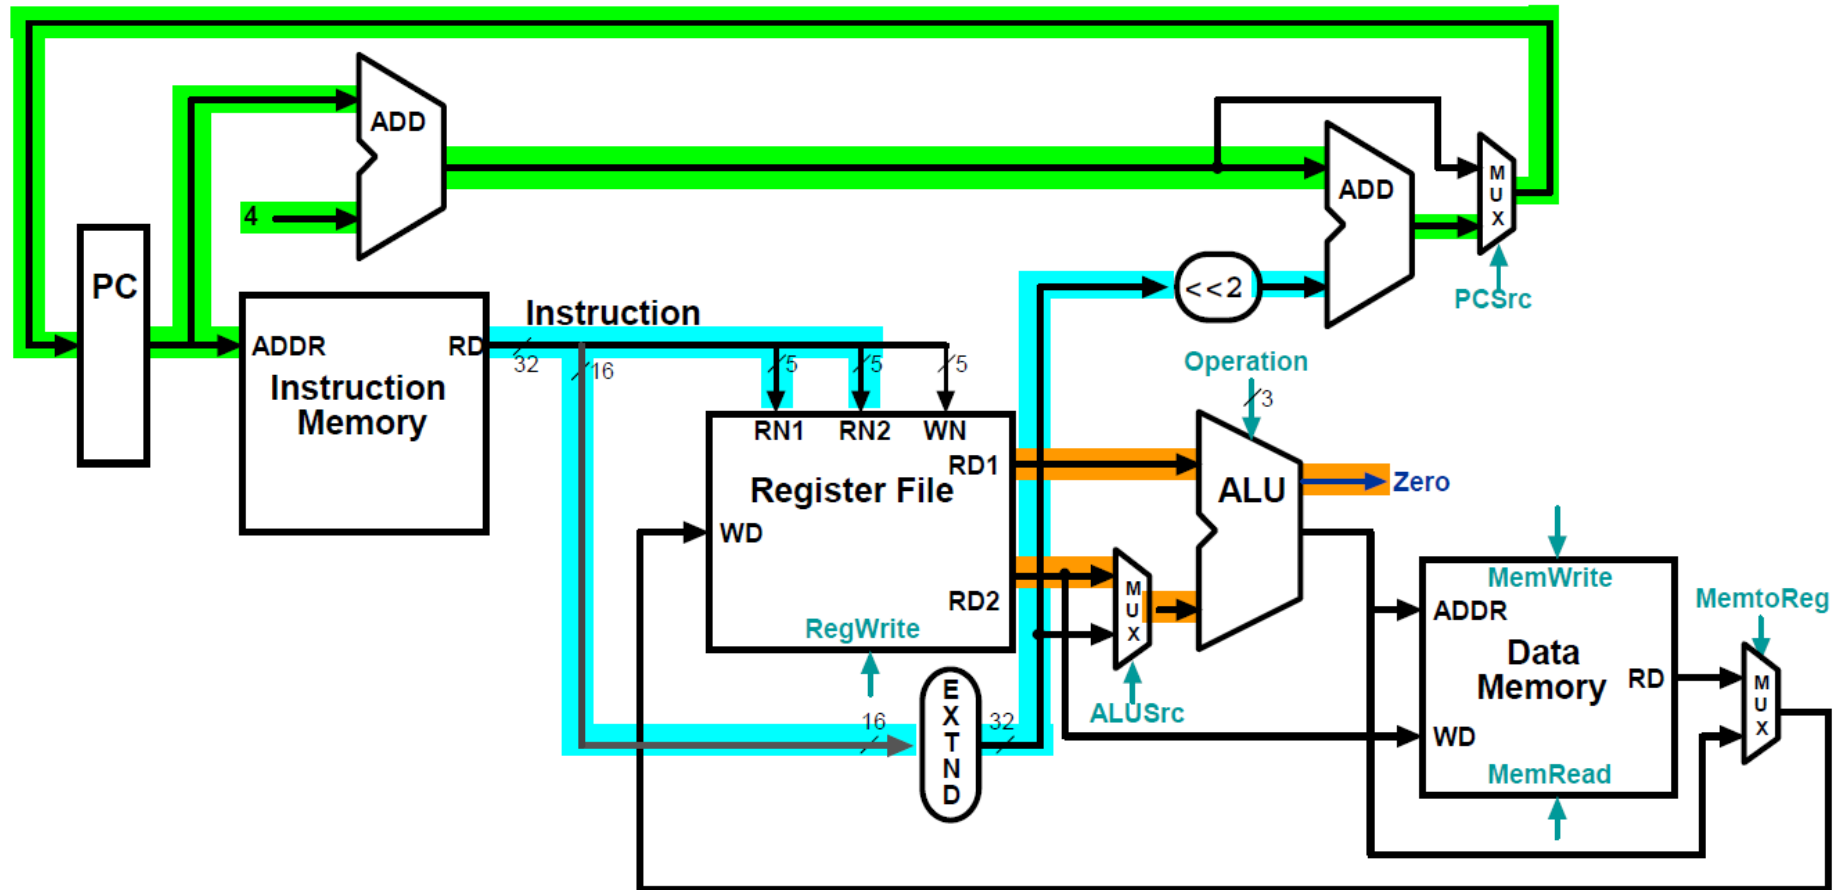 ADD
4
PC
ADDR
RD
Instruction
Memory
Instruction
32
16
5
5
5
RN1 RN2 WN
RD1
Register File
WD
RD2
RegWrite
16
E
X
T
N
D
32
<<2
ADD
M
U
X
PCSrc
Operation
3
ALU
Zero
M
U
X
ALUSrc
MemWrite
ADDR
Data
Memory
RD
WD
MemRead
MemtoReg
M
U
X